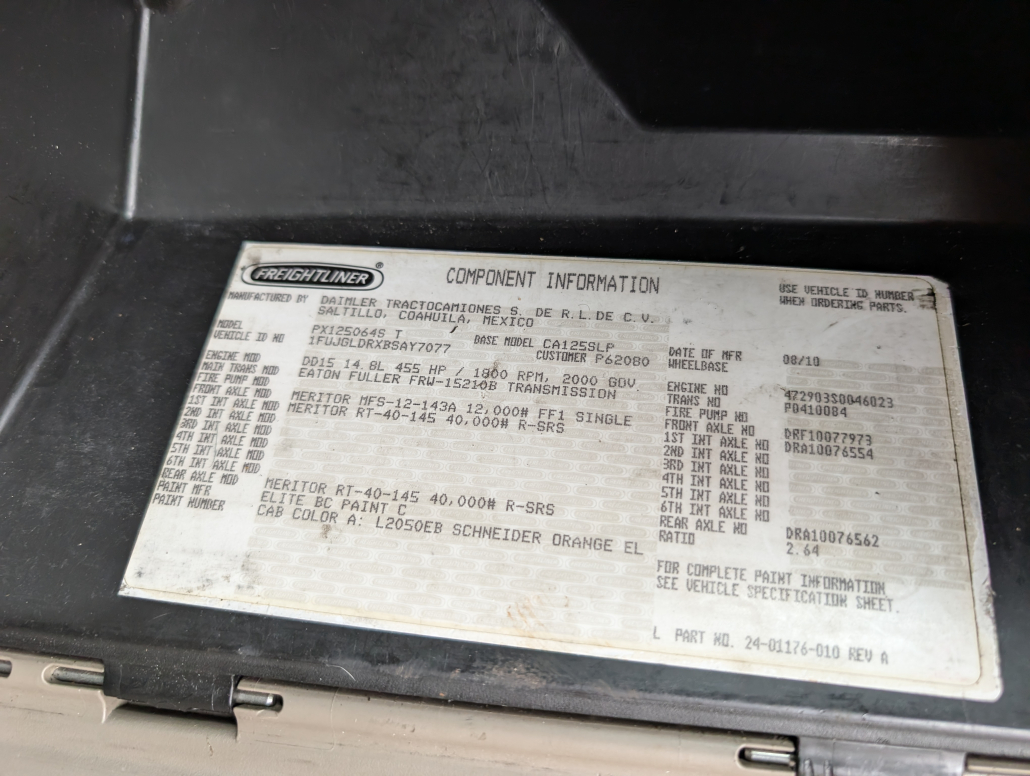 FREIGHTLINER®
COMPONENT INFORMATION
USE VEHICLE ID NUMBER
WHEN ORDERING PARTS.
MANUFACTURED BY DAIMLER TRACTOCAMIONES S. DE R.L.DE C.V.
SALTILLO, COAHUILA, MEXICO
MODEL PX125064S T BASE MODEL CA125SLP DATE OF MFR 08/10
VEHICLE ID NO 1FUJGLDRXBSAY7077 CUSTOMER P62080 WHEELBASE
ENGINE MOD DD15 14.8L 455 HP / 1800 RPM, 2000 GOV, ENGINE NO 472903S0046023
MAIN TRANS MOD EATON FULLER FRW-15210B TRANSMISSION TRANS NO P0410084
FIRE PUMP MOD FIRE PUMP NO
FRONT AXLE MOD MERITOR MFS-12-143A 12,000# FF1 SINGLE FRONT AXLE NO DRF10077973
1ST INT AXLE MOD MERITOR RT-40-145 40,000# R-SRS 1ST INT AXLE NO DRA10076554
2ND INT AXLE MOD 2ND INT AXLE NO
3RD INT AXLE MOD 3RD INT AXLE NO
4TH INT AXLE MOD 4TH INT AXLE NO
5TH INT AXLE MOD 5TH INT AXLE NO
6TH INT AXLE MOD 6TH INT AXLE NO
REAR AXLE MOD MERITOR RT-40-145 40,000# R-SRS REAR AXLE NO DRA10076562
PAINT MFR ELITE BC PAINT C RATIO 2.64
PAINT NUMBER CAB COLOR A: L2050EB SCHNEIDER ORANGE EL
FOR COMPLETE PAINT INFORMATION
SEE VEHICLE SPECIFICATION SHEET.
L PART NO. 24-01176-010 REV A